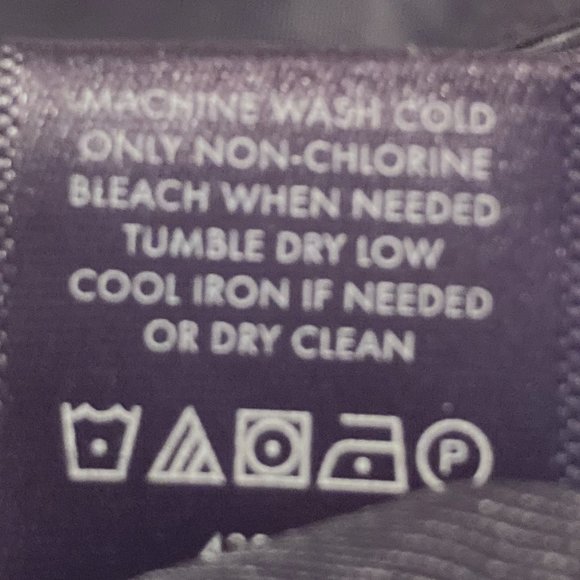 MACHINE WASH COLD
ONLY NON-CHLORINE
BLEACH WHEN NEEDED
TUMBLE DRY LOW
COOL IRON IF NEEDED
OR DRY CLEAN
P